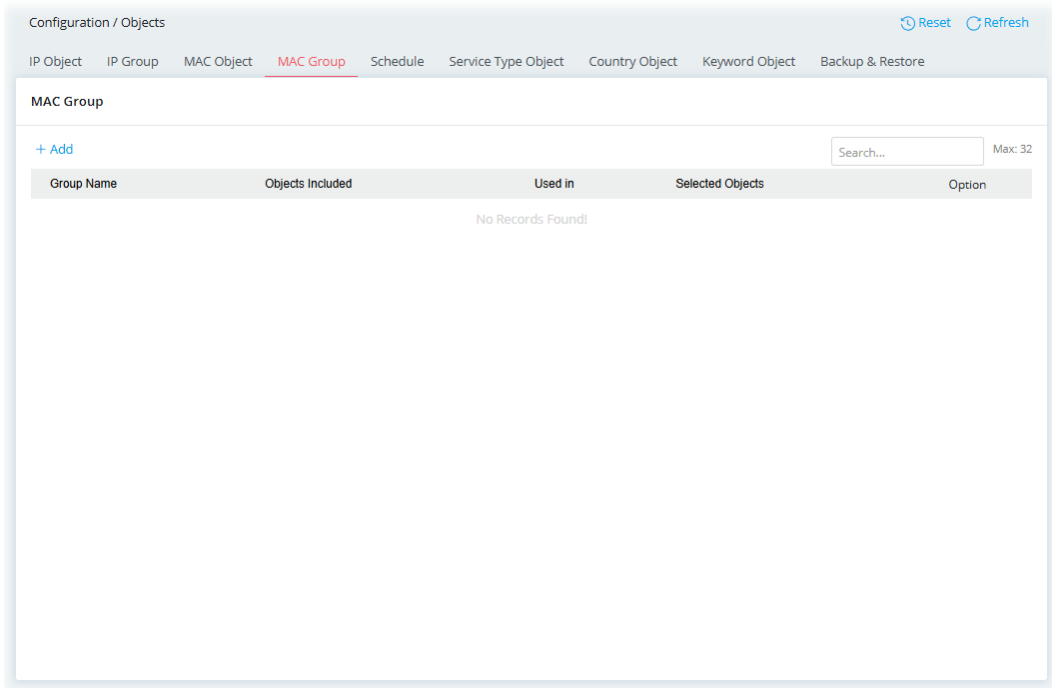 Configuration / Objects Reset Refresh
IP Object IP Group MAC Object MAC Group Schedule Service Type Object Country Object Keyword Object Backup & Restore
MAC Group
+ Add Search... Max: 32
Group Name Objects Included Used in Selected Objects Option
No Records Found!